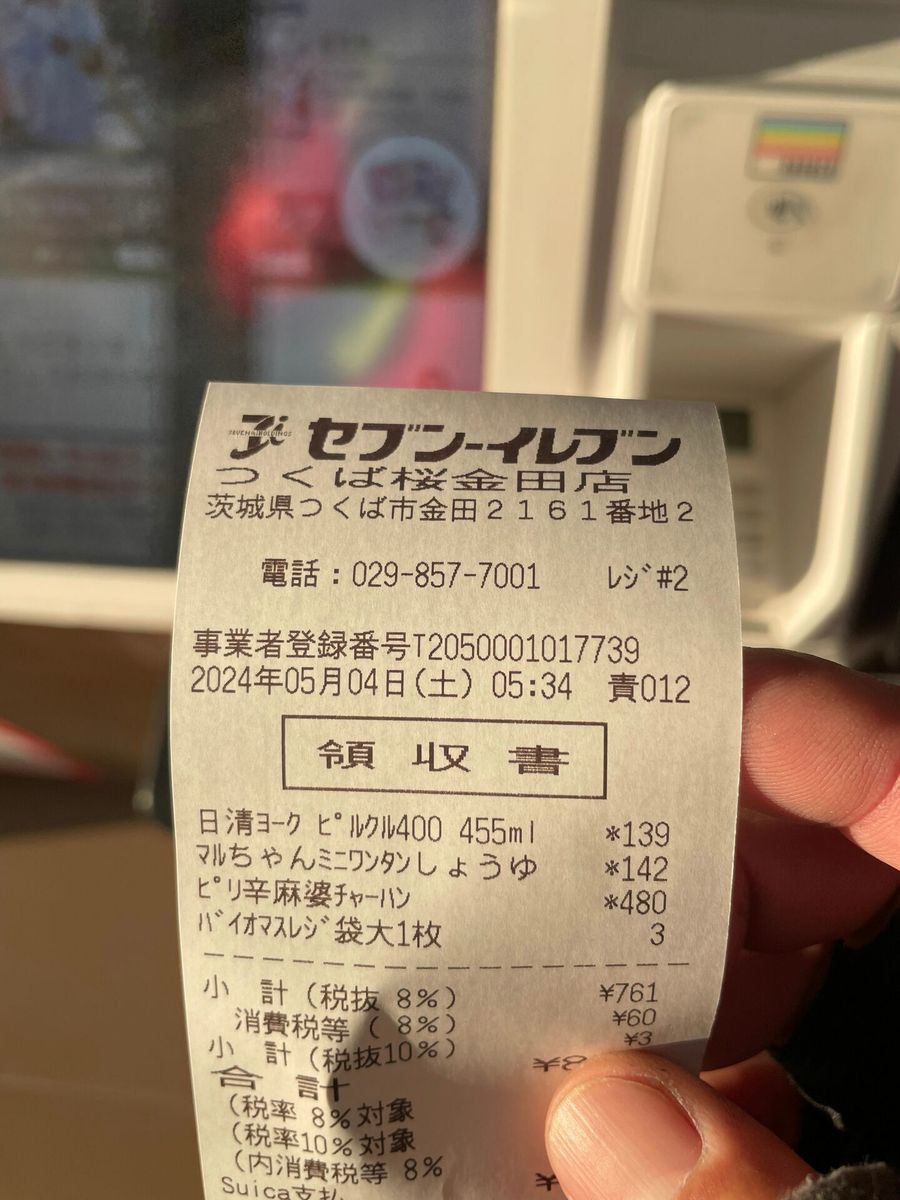 セブン-イレブン
つくば桜金田店
茨城県つくば市金田2161番地2
電話:029-857-7001 ﾚｼﾞ#2
事業者登録番号T2050001017739
2024年05月04日(土) 05:34 責012
領収書
日清ﾖｰｸ ﾋﾟﾙｸﾙ400 455ml *139
ﾏﾙちゃんﾐﾆﾜﾝﾀﾝしょうゆ *142
ﾋﾟﾘ辛麻婆ﾁｬｰﾊﾝ *480
ﾊﾞｲｵﾏｽﾚｼﾞ袋大1枚 3
小計(税抜 8%) ¥761
消費税等( 8%) ¥60
小計(税抜10%) ¥3
合計
(税率 8%対象
(税率10%対象
(内消費税等 8%
Suica支払